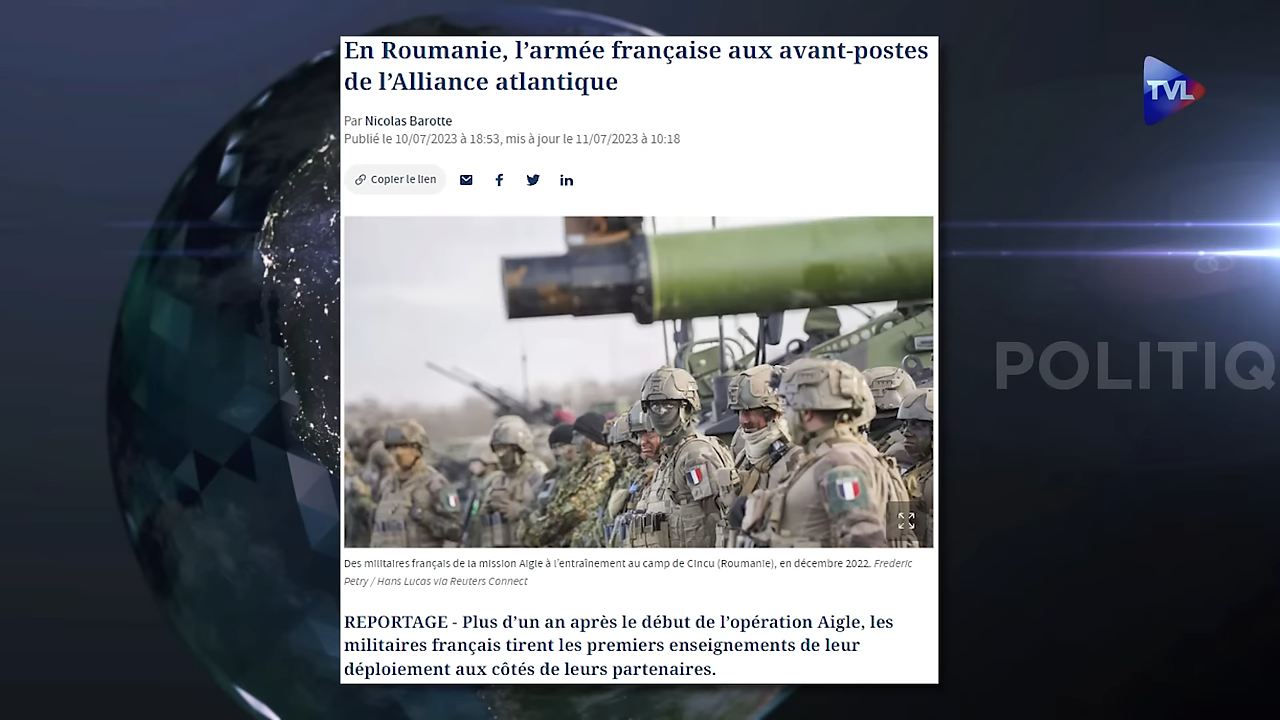 En Roumanie, l’armée française aux avant-postes
de l’Alliance atlantique
Par Nicolas Barotte
Publié le 10/07/2023 à 18:53, mis à jour le 11/07/2023 à 10:18
Copier le lien
Des militaires français de la mission Aigle à l’entraînement au camp de Cincu (Roumanie), en décembre 2022. Frederic
Petry / Hans Lucas via Reuters Connect
REPORTAGE - Plus d’un an après le début de l’opération Aigle, les
militaires français tirent les premiers enseignements de leur
déploiement aux côtés de leurs partenaires.
TVL
POLITIQ